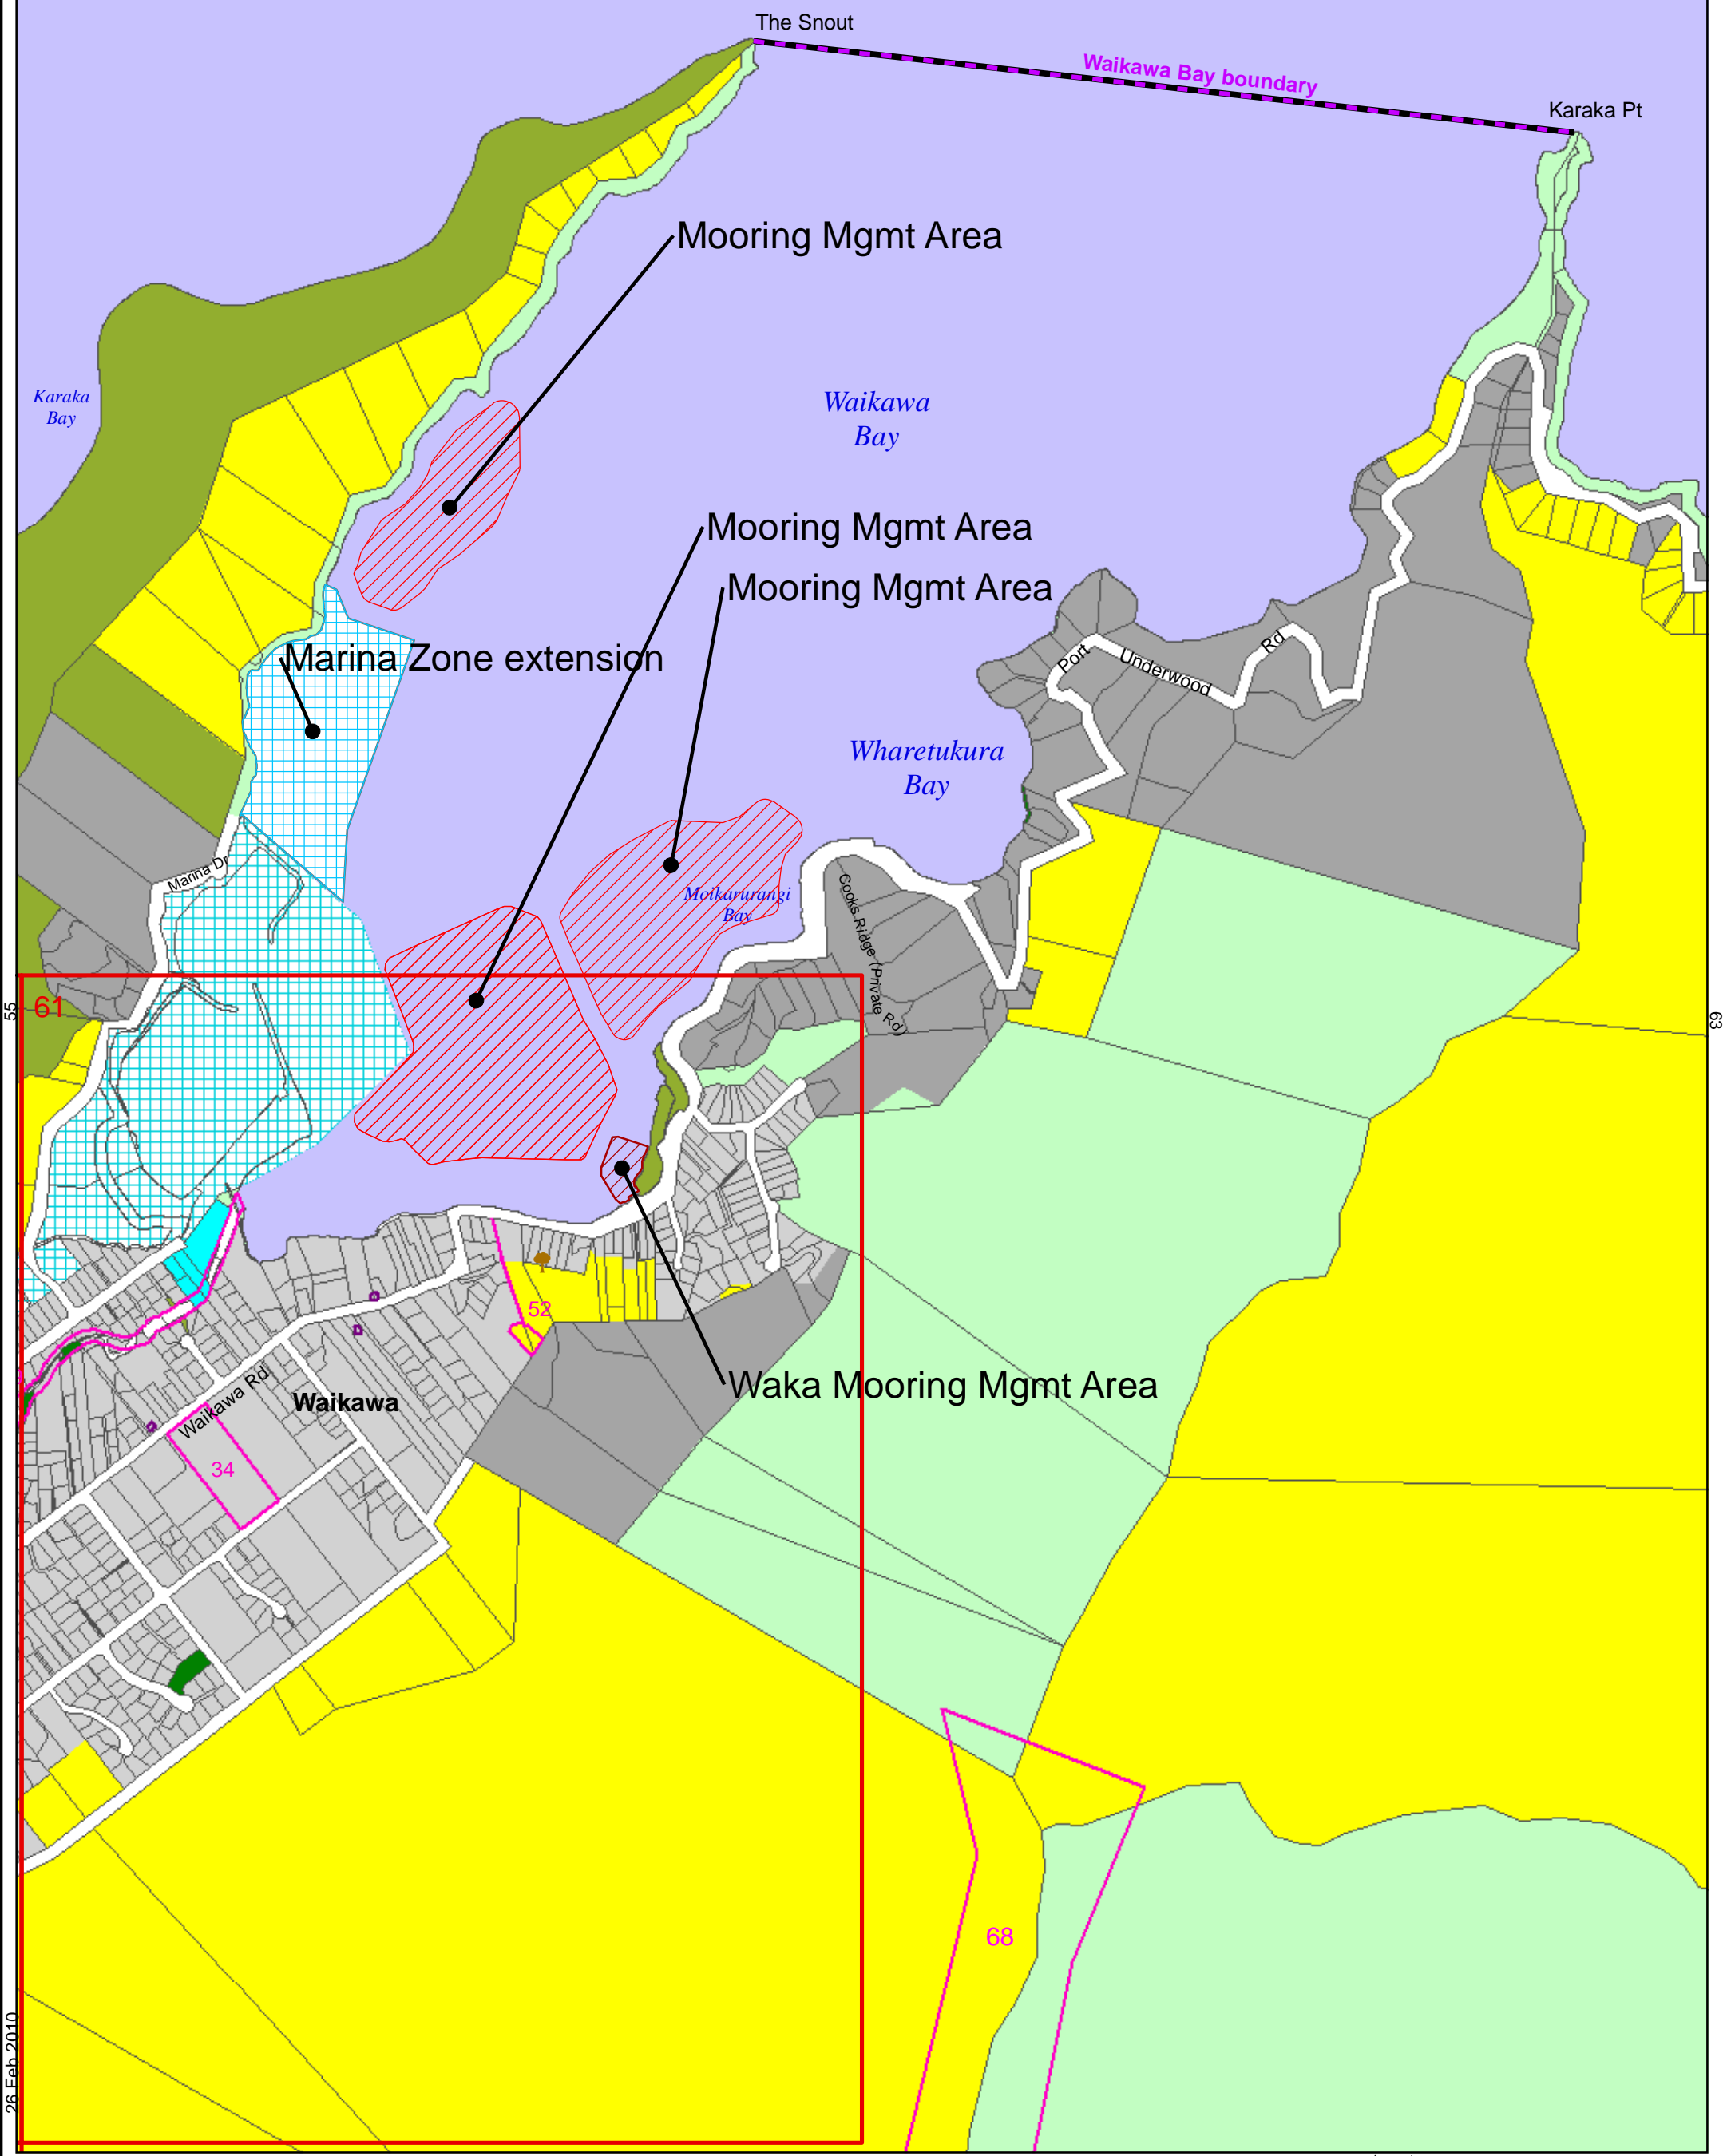 The Snout
Waikawa Bay boundary
Karaka Pt
Mooring Mgmt Area
Karaka
Bay
Waikawa
Bay
Mooring Mgmt Area
Mooring Mgmt Area
Marina Zone extension
Port
Underwood
Rd
Wharetukura
Bay
Marina Dr
Moikarurangi
Bay
Cooks Ridge (Private Rd)
55
61
63
52
Waka Mooring Mgmt Area
Waikawa Rd
Waikawa
34
68
26 Feb 2010